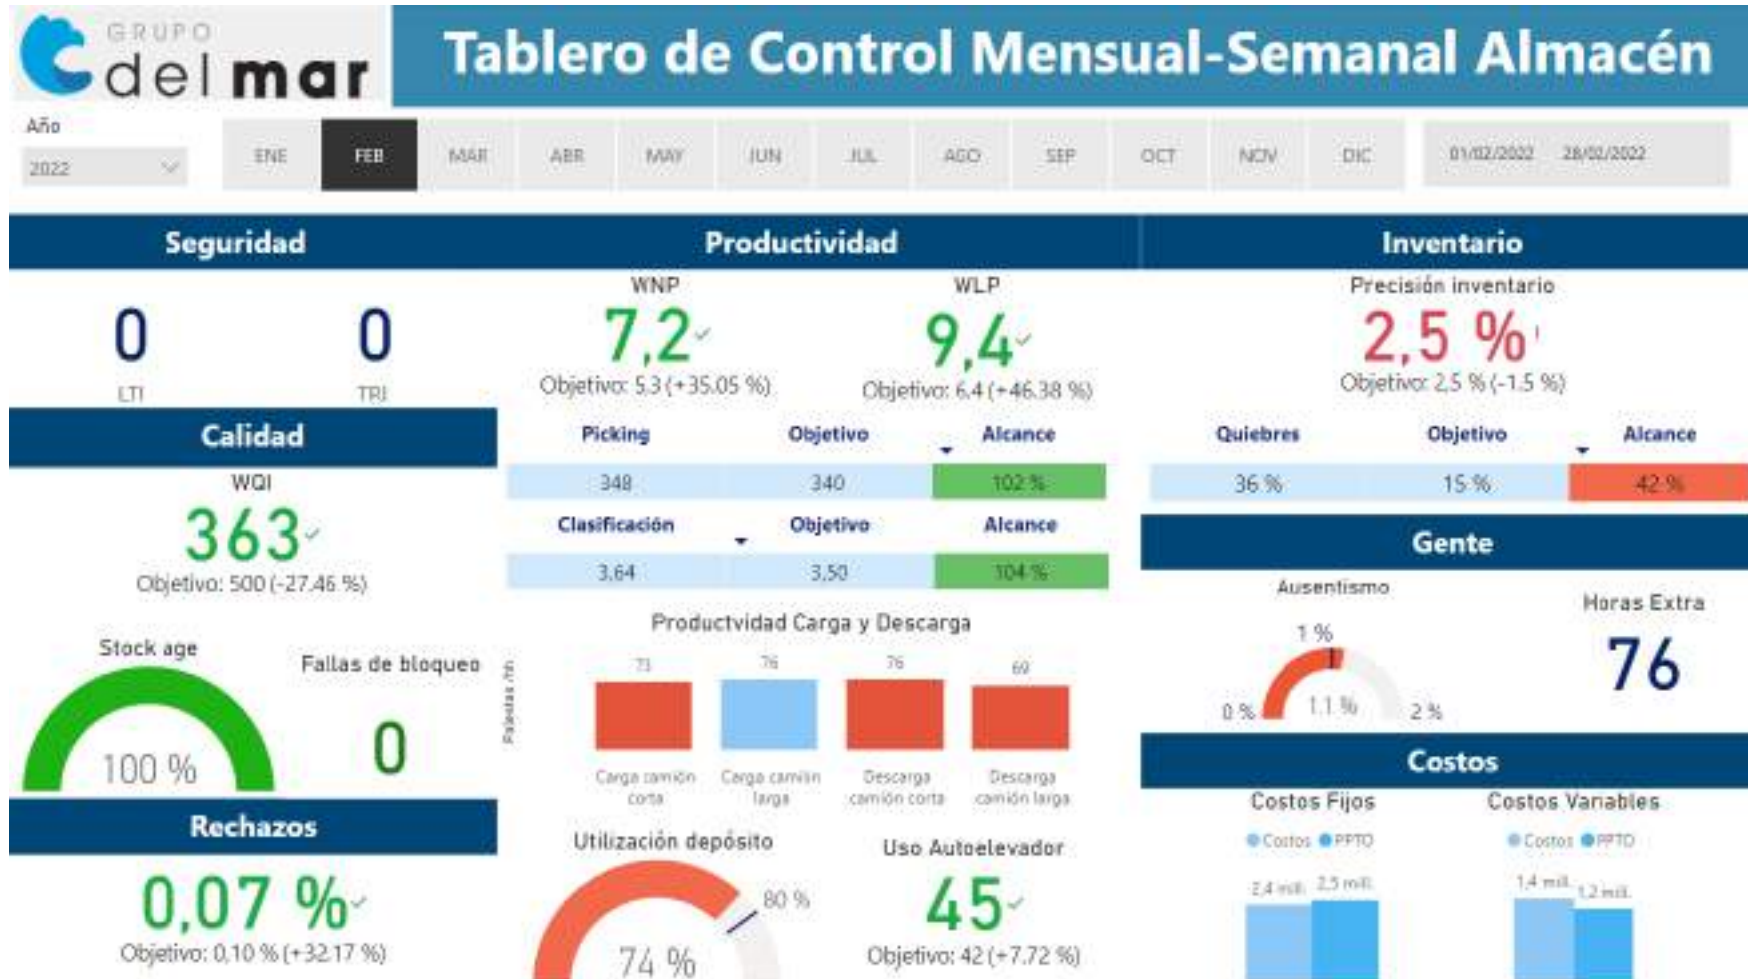 GRUPO
del mar
Tablero de Control Mensual-Semanal Almacén
Año
2022
ENE FEB MAR ABR MAY JUN JUL AGO SEP OCT NOV DIC
01/02/2022 28/02/2022
Seguridad
0 0
LTI TRI
Calidad
WQI
363
Objetivo: 500 (-27.46 %)
Stock age
100 %
Fallas de bloqueo
0
Rechazos
0,07 %
Objetivo: 0,10 % (+32.17 %)
Productividad
WNP
7,2
Objetivo: 5,3 (+35.05 %)
WLP
9,4
Objetivo: 6,4 (+46.38 %)
Picking Objetivo Alcance
348 340 102 %
Clasificación Objetivo Alcance
3,64 3,50 104 %
Productvidad Carga y Descarga
73 76 76 69
Carga camión corta
Carga camión larga
Descarga camión corta
Descarga camión larga
Utilización depósito
80 %
74 %
Uso Autoelevador
45
Objetivo: 42 (+7.72 %)
Inventario
Precisión inventario
2,5 %
Objetivo: 2,5 % (-1.5 %)
Quiebres Objetivo Alcance
36 % 15 % 42 %
Gente
Ausentismo
1 %
0 % 1.1 % 2 %
Horas Extra
76
Costos
Costos Fijos
Costos PPTO
2,4 mill. 2,5 mill.
Costos Variables
Costos PPTO
1,4 mill. 1,2 mill.